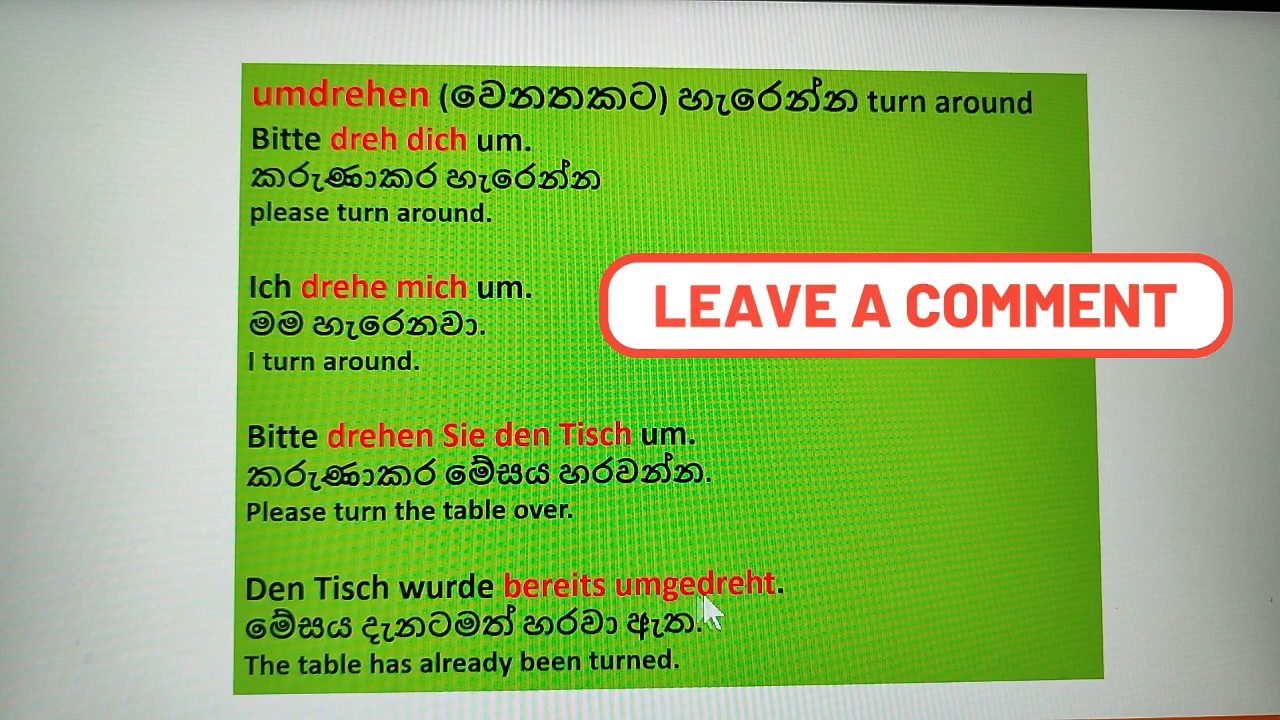 umdrehen (වෙනතකට) හැරෙන්න turn around
Bitte dreh dich um.
කරුණාකර හැරෙන්න
please turn around.
Ich drehe mich um.
මම හැරෙනවා.
I turn around.
LEAVE A COMMENT
Bitte drehen Sie den Tisch um.
කරුණාකර මේසය හරවන්න.
Please turn the table over.
Den Tisch wurde bereits umgedreht.
මේසය දැනටමත් හරවා ඇත.
The table has already been turned.